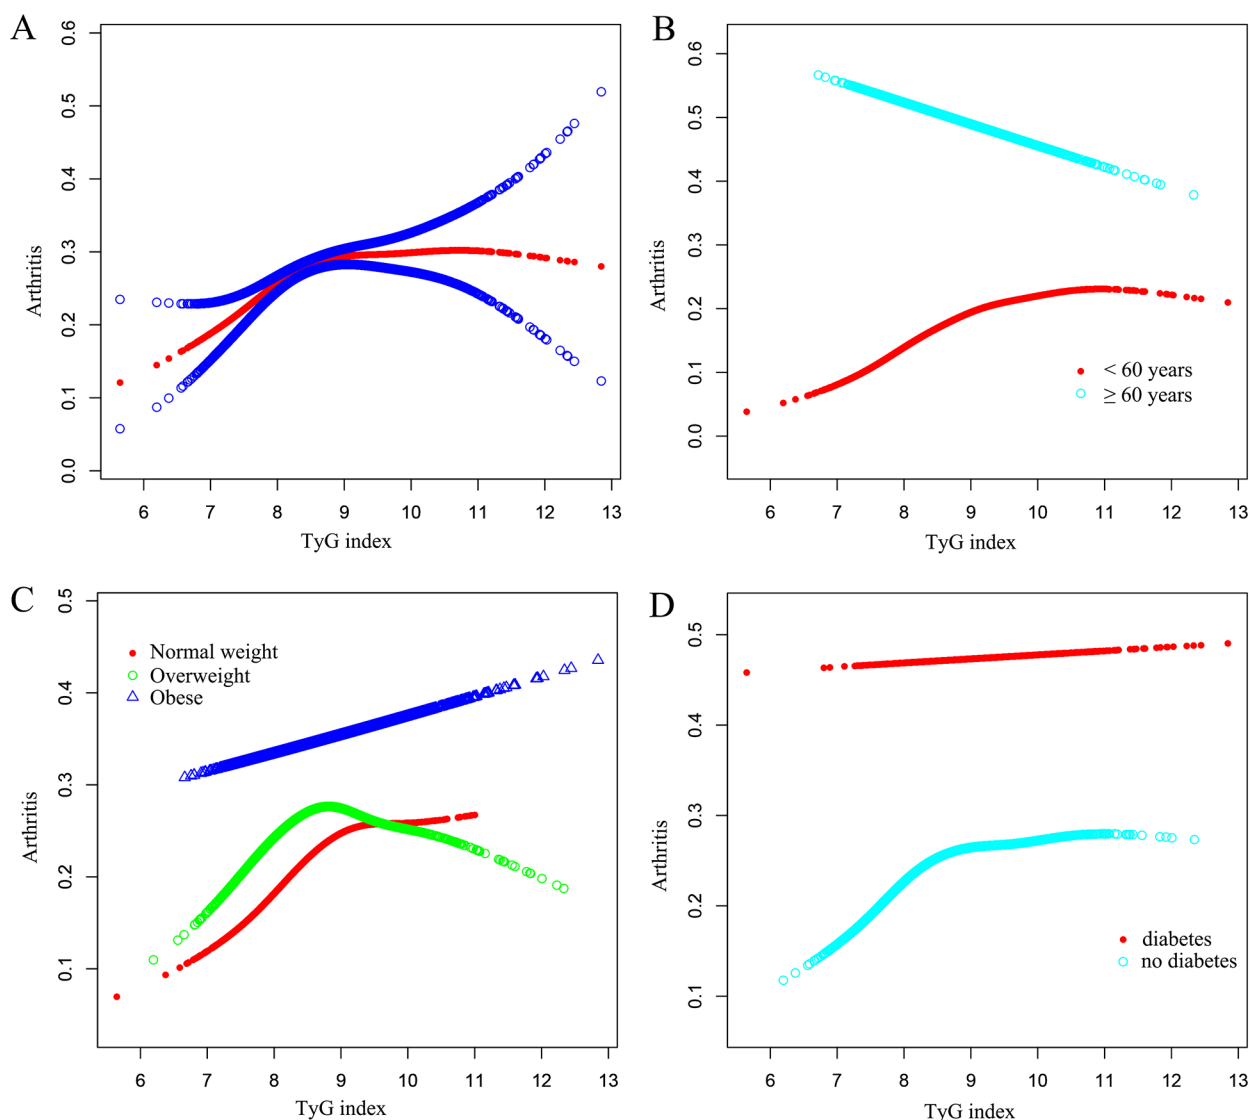 A
Arthritis
0.6
0.5
0.4
0.3
0.2
0.1
0.0
6 7 8 9 10 11 12 13
TyG index
B
Arthritis
0.6
0.5
0.4
0.3
0.2
0.1
0.0
< 60 years
≥ 60 years
6 7 8 9 10 11 12 13
TyG index
C
Arthritis
0.5
0.4
0.3
0.2
0.1
Normal weight
Overweight
Obese
6 7 8 9 10 11 12 13
TyG index
D
Arthritis
0.5
0.4
0.3
0.2
0.1
diabetes
no diabetes
6 7 8 9 10 11 12 13
TyG index